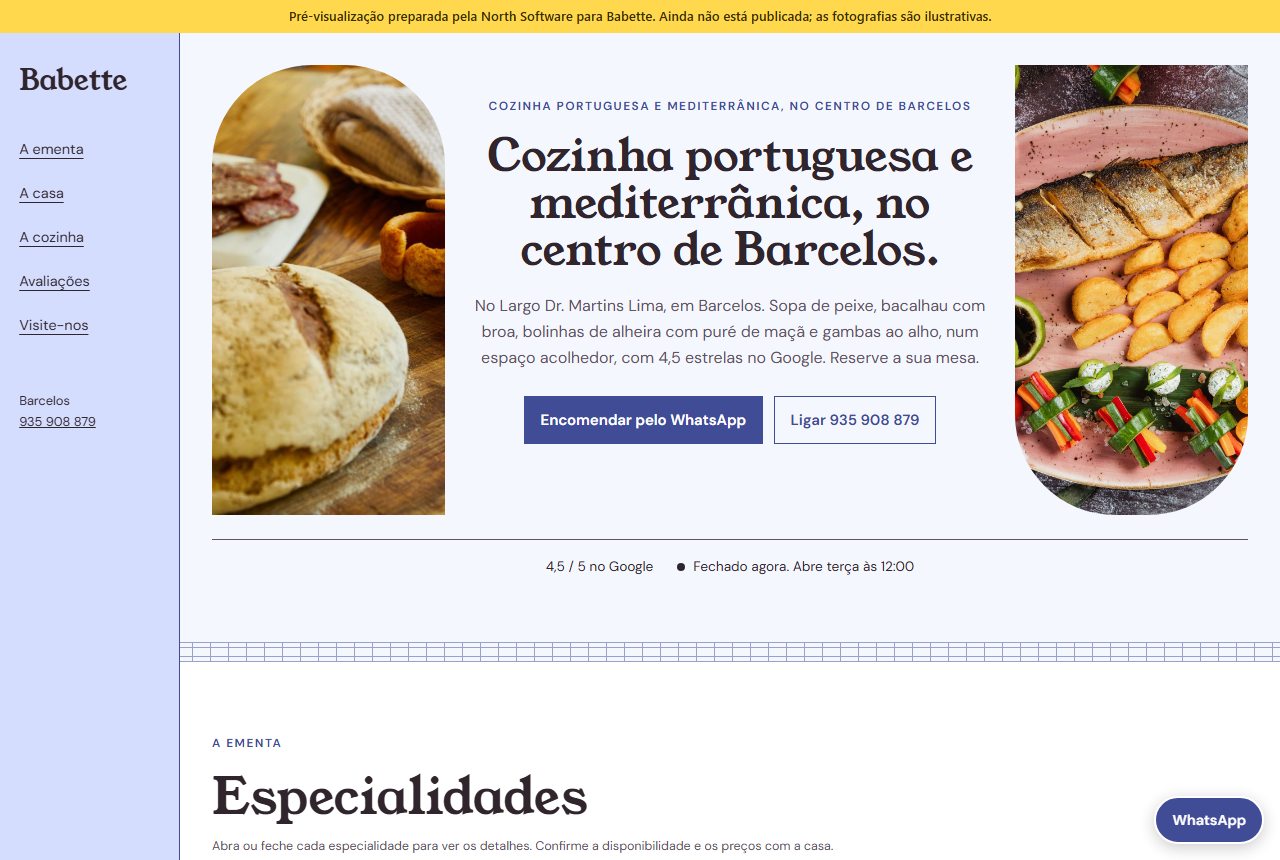 Pré-visualização preparada pela North Software para Babette. Ainda não está publicada; as fotografias são ilustrativas.
Babette
A ementa
A casa
A cozinha
Avaliações
Visite-nos
Barcelos
935 908 879
COZINHA PORTUGUESA E MEDITERRÂNICA, NO CENTRO DE BARCELOS
Cozinha portuguesa e
mediterrânica, no
centro de Barcelos.
No Largo Dr. Martins Lima, em Barcelos. Sopa de peixe, bacalhau com
broa, bolinhas de alheira com puré de maçã e gambas ao alho, num
espaço acolhedor, com 4,5 estrelas no Google. Reserve a sua mesa.
Encomendar pelo WhatsApp
Ligar 935 908 879
4,5 / 5 no Google
Fechado agora. Abre terça às 12:00
A EMENTA
Especialidades
Abra ou feche cada especialidade para ver os detalhes. Confirme a disponibilidade e os preços com a casa.
WhatsApp